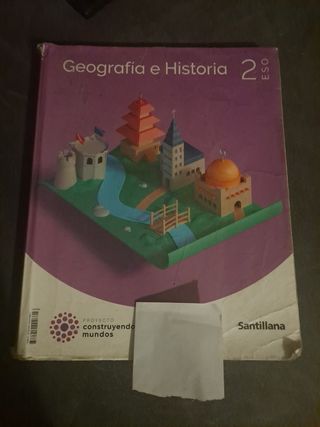 Geografía e Historia 2 ESO
PROYECTO
construyendo
mundos
Santillana